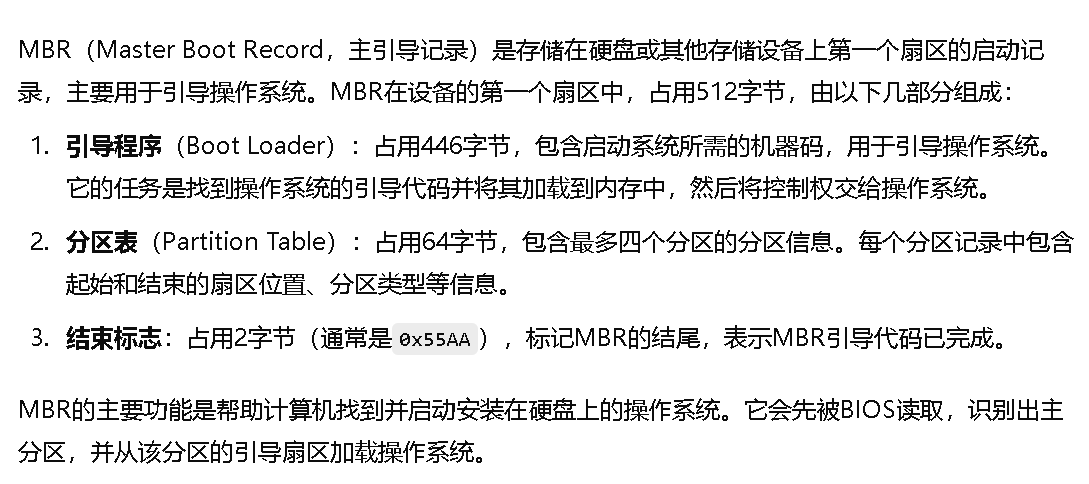 MBR（Master Boot Record，主引导记录）是存储在硬盘或其他存储设备上第一个扇区的启动记
录，主要用于引导操作系统。MBR在设备的第一个扇区中，占用512字节，由以下几部分组成：
1. 引导程序（Boot Loader）：占用446字节，包含启动系统所需的机器码，用于引导操作系统。
它的任务是找到操作系统的引导代码并将其加载到内存中，然后将控制权交给操作系统。
2. 分区表（Partition Table）：占用64字节，包含最多四个分区的分区信息。每个分区记录中包含
起始和结束的扇区位置、分区类型等信息。
3. 结束标志：占用2字节（通常是 0x55AA ），标记MBR的结尾，表示MBR引导代码已完成。
MBR的主要功能是帮助计算机找到并启动安装在硬盘上的操作系统。它会先被BIOS读取，识别出主
分区，并从该分区的引导扇区加载操作系统。